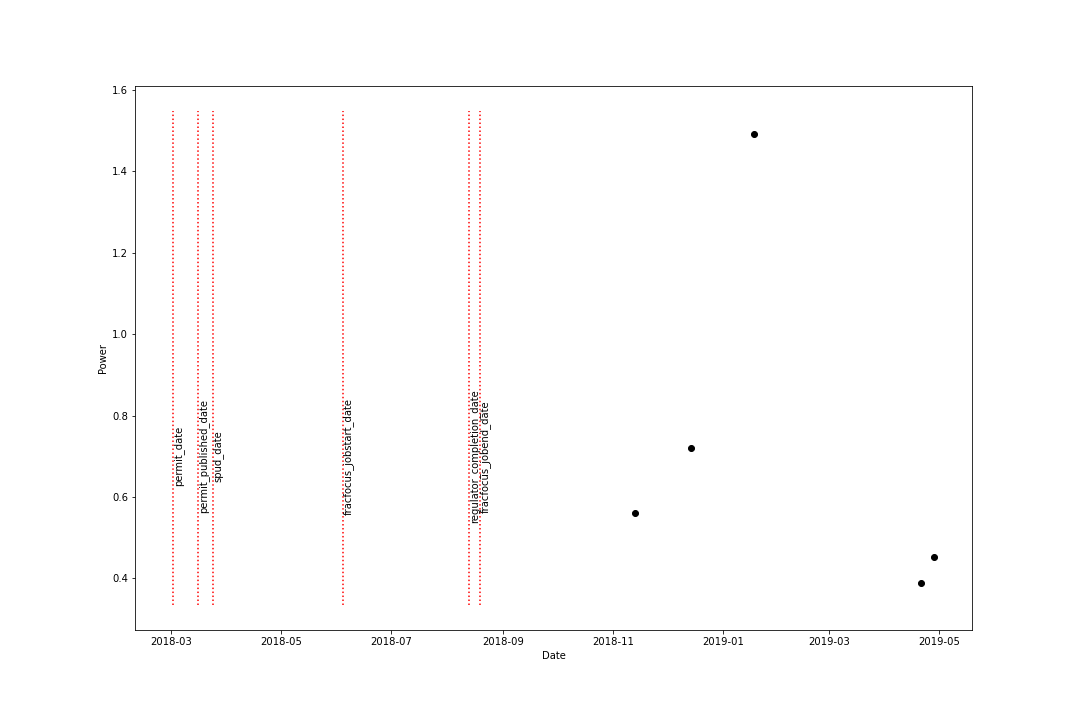 1.6
1.4
1.2
1.0
0.8
0.6
0.4
Power
permit_date
permit_published_date
spud_date
fracfocus_jobstart_date
regulator_completion_date
fracfocus_jobend_date
2018-03
2018-05
2018-07
2018-09
2018-11
2019-01
2019-03
2019-05
Date